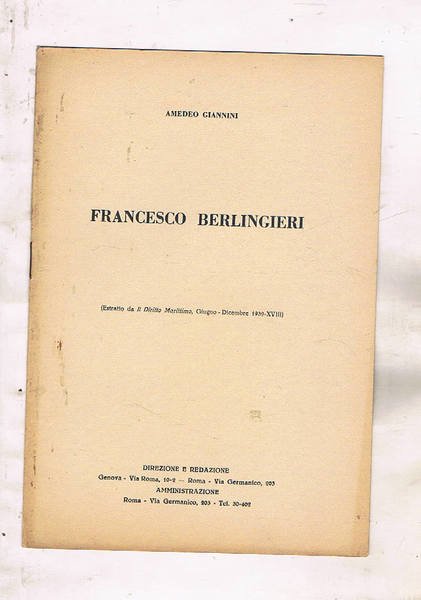 AMEDEO GIANNINI
FRANCESCO BERLINGIERI
(Estratto da Il Diritto Marittimo, Giugno - Dicembre 1939-XVIII)
DIREZIONE E REDAZIONE
Genova - Via Roma, 10-2 — Roma - Via Germanico, 203
AMMINISTRAZIONE
Roma - Via Germanico, 203 - Tel. 30-402